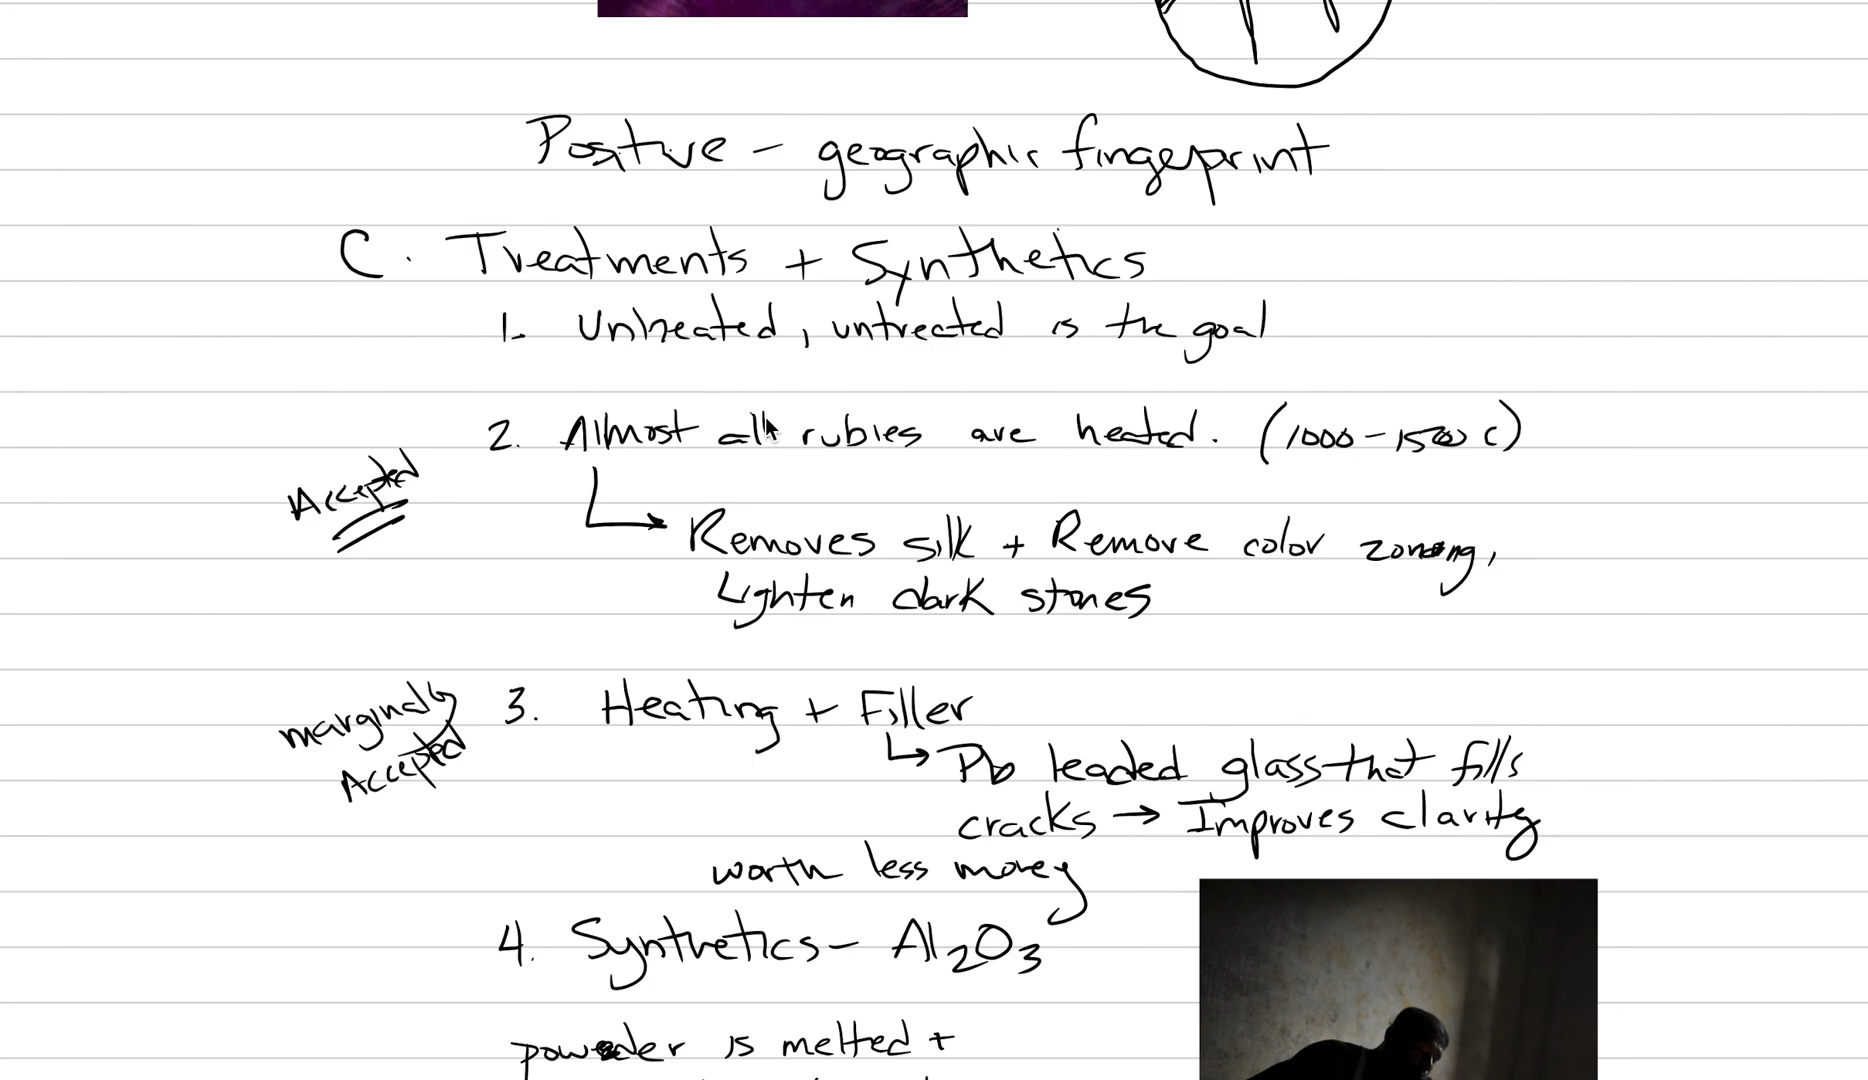 Positive - geographic fingerprint
C. Treatments + Synthetics
1. Unheated, untreated is the goal
2. Almost all rubies are heated. (1000-1500 C)
Accepted
Removes silk + Remove color zoning,
Lighten dark stones
marginally
Accepted
3. Heating + Filler
Pb leaded glass that fills
cracks → Improves clarity
worth less money
4. Synthetics - Al2O3
powder is melted +